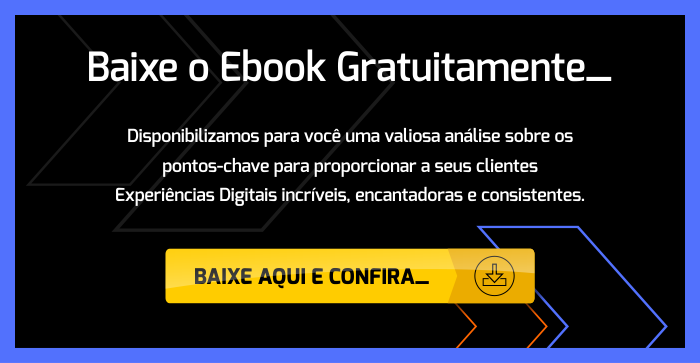 Baixe o Ebook Gratuitamente_
Disponibilizamos para você uma valiosa análise sobre os
pontos-chave para proporcionar a seus clientes
Experiências Digitais incríveis, encantadoras e consistentes.
BAIXE AQUI E CONFIRA_